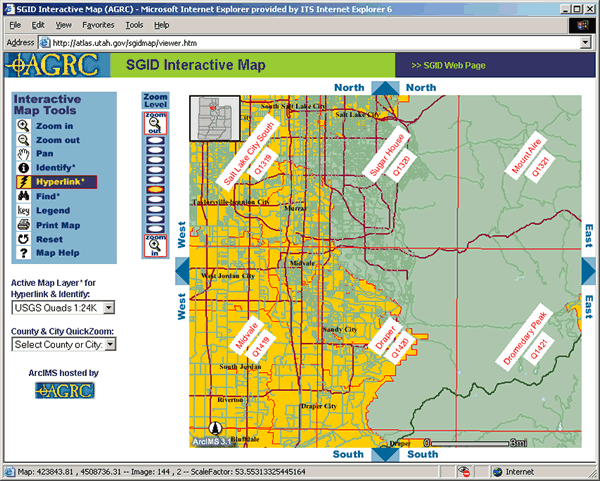 SGID Interactive Map (AGRC) - Microsoft Internet Explorer provided by ITS Internet Explorer 6
File Edit View Favorites Tools Help
Address http://atlas.utah.gov/sgidmap/viewer.htm
AGRC SGID Interactive Map >> SGID Web Page
Interactive
Map Tools
Zoom in
Zoom out
Pan
Identify*
Hyperlink*
Find*
key Legend
Print Map
Reset
? Map Help
Active Map Layer* for
Hyperlink & Identify:
USGS Quads 1:24K
County & City QuickZoom:
Select County or City:
ArcIMS hosted by
AGRC
Zoom
Level
zoom
out
zoom
in
North North
West
West
East
East
South South
South Salt Lake City
Salt Lake City
Salt Lake City South
Q1319
Sugar House
Q1320
Mount Aire
Q1321
Murray
Midvale
West Jordan City
Midvale
Q1419
Sandy City
Draper
Q1420
Dromedary Peak
Q1421
South Jordan
Riverton
Draper City
Bluffdale
Draper
ArcIMS 3.1
0 3mi
Map: 423843.81 , 4508736.31 -- Image: 144 , 2 -- ScaleFactor: 53.55313325445164
Internet